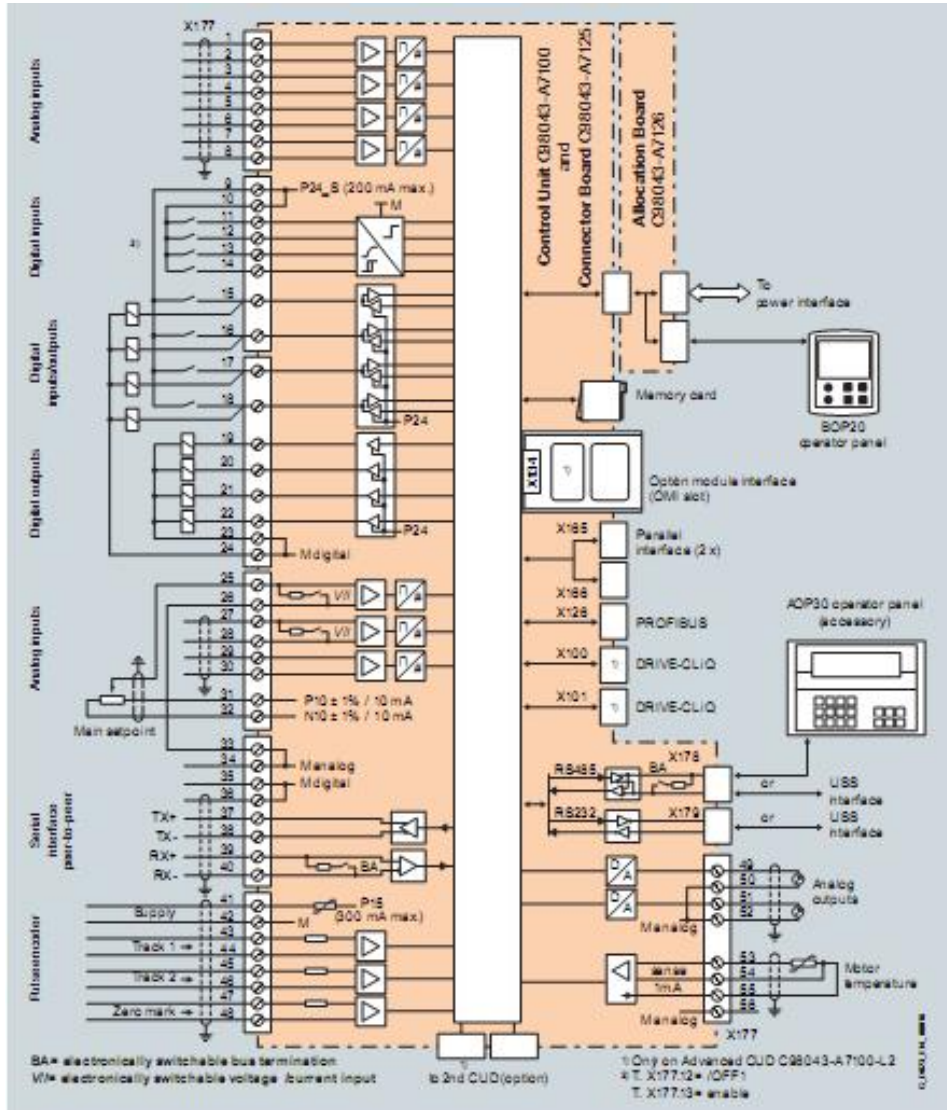 X177
Analog inputs
1
2
3
4
5
6
7
8
Digital inputs
2)
9
10
11
12
13
14
P24_S (200 mA max.)
M
Digital
inputs/outputs
15
16
17
18
P24
Digital outputs
19
20
21
22
23
24
P24
Mdigital
Analog inputs
25
26
27
28
29
30
31
32
V/I
V/I
P10 ± 1% / 10 mA
N10 ± 1% / 10 mA
Main setpoint
33
34
35
36
Manalog
Mdigital
Serial
interface
peer-to-peer
TX+
TX-
RX+
RX-
37
38
39
40
BA
Pulse encoder
41
42
43
44
45
46
47
48
Supply
P15
(300 mA max.)
M
Track 1
Track 2
Zero mark
Control Unit C98043-A7100
and
Connector Board C98043-A7125
Allocation Board
C98043-A7126
To
power interface
BOP20
operator panel
Memory card
X134
1)
Option module interface
(OMI slot)
X165
X166
Parallel
interface (2 x)
X126
PROFIBUS
X100
1)
DRIVE-CLiQ
X101
1)
DRIVE-CLiQ
AOP30 operator panel
(accessory)
RS485
BA
X178
or
USS
interface
RS232
X179
or
USS
interface
D
A
D
A
49
50
51
52
Manalog
Analog
outputs
sense
1mA
53
54
55
56
Manalog
Motor
temperature
X177
1)
to 2nd CUD (option)
BA= electronically switchable bus termination
V/I= electronically switchable voltage /current input
1) Only on Advanced CUD C98043-A7100-L2
2) T. X177.12= /OFF1
T. X177.13= enable